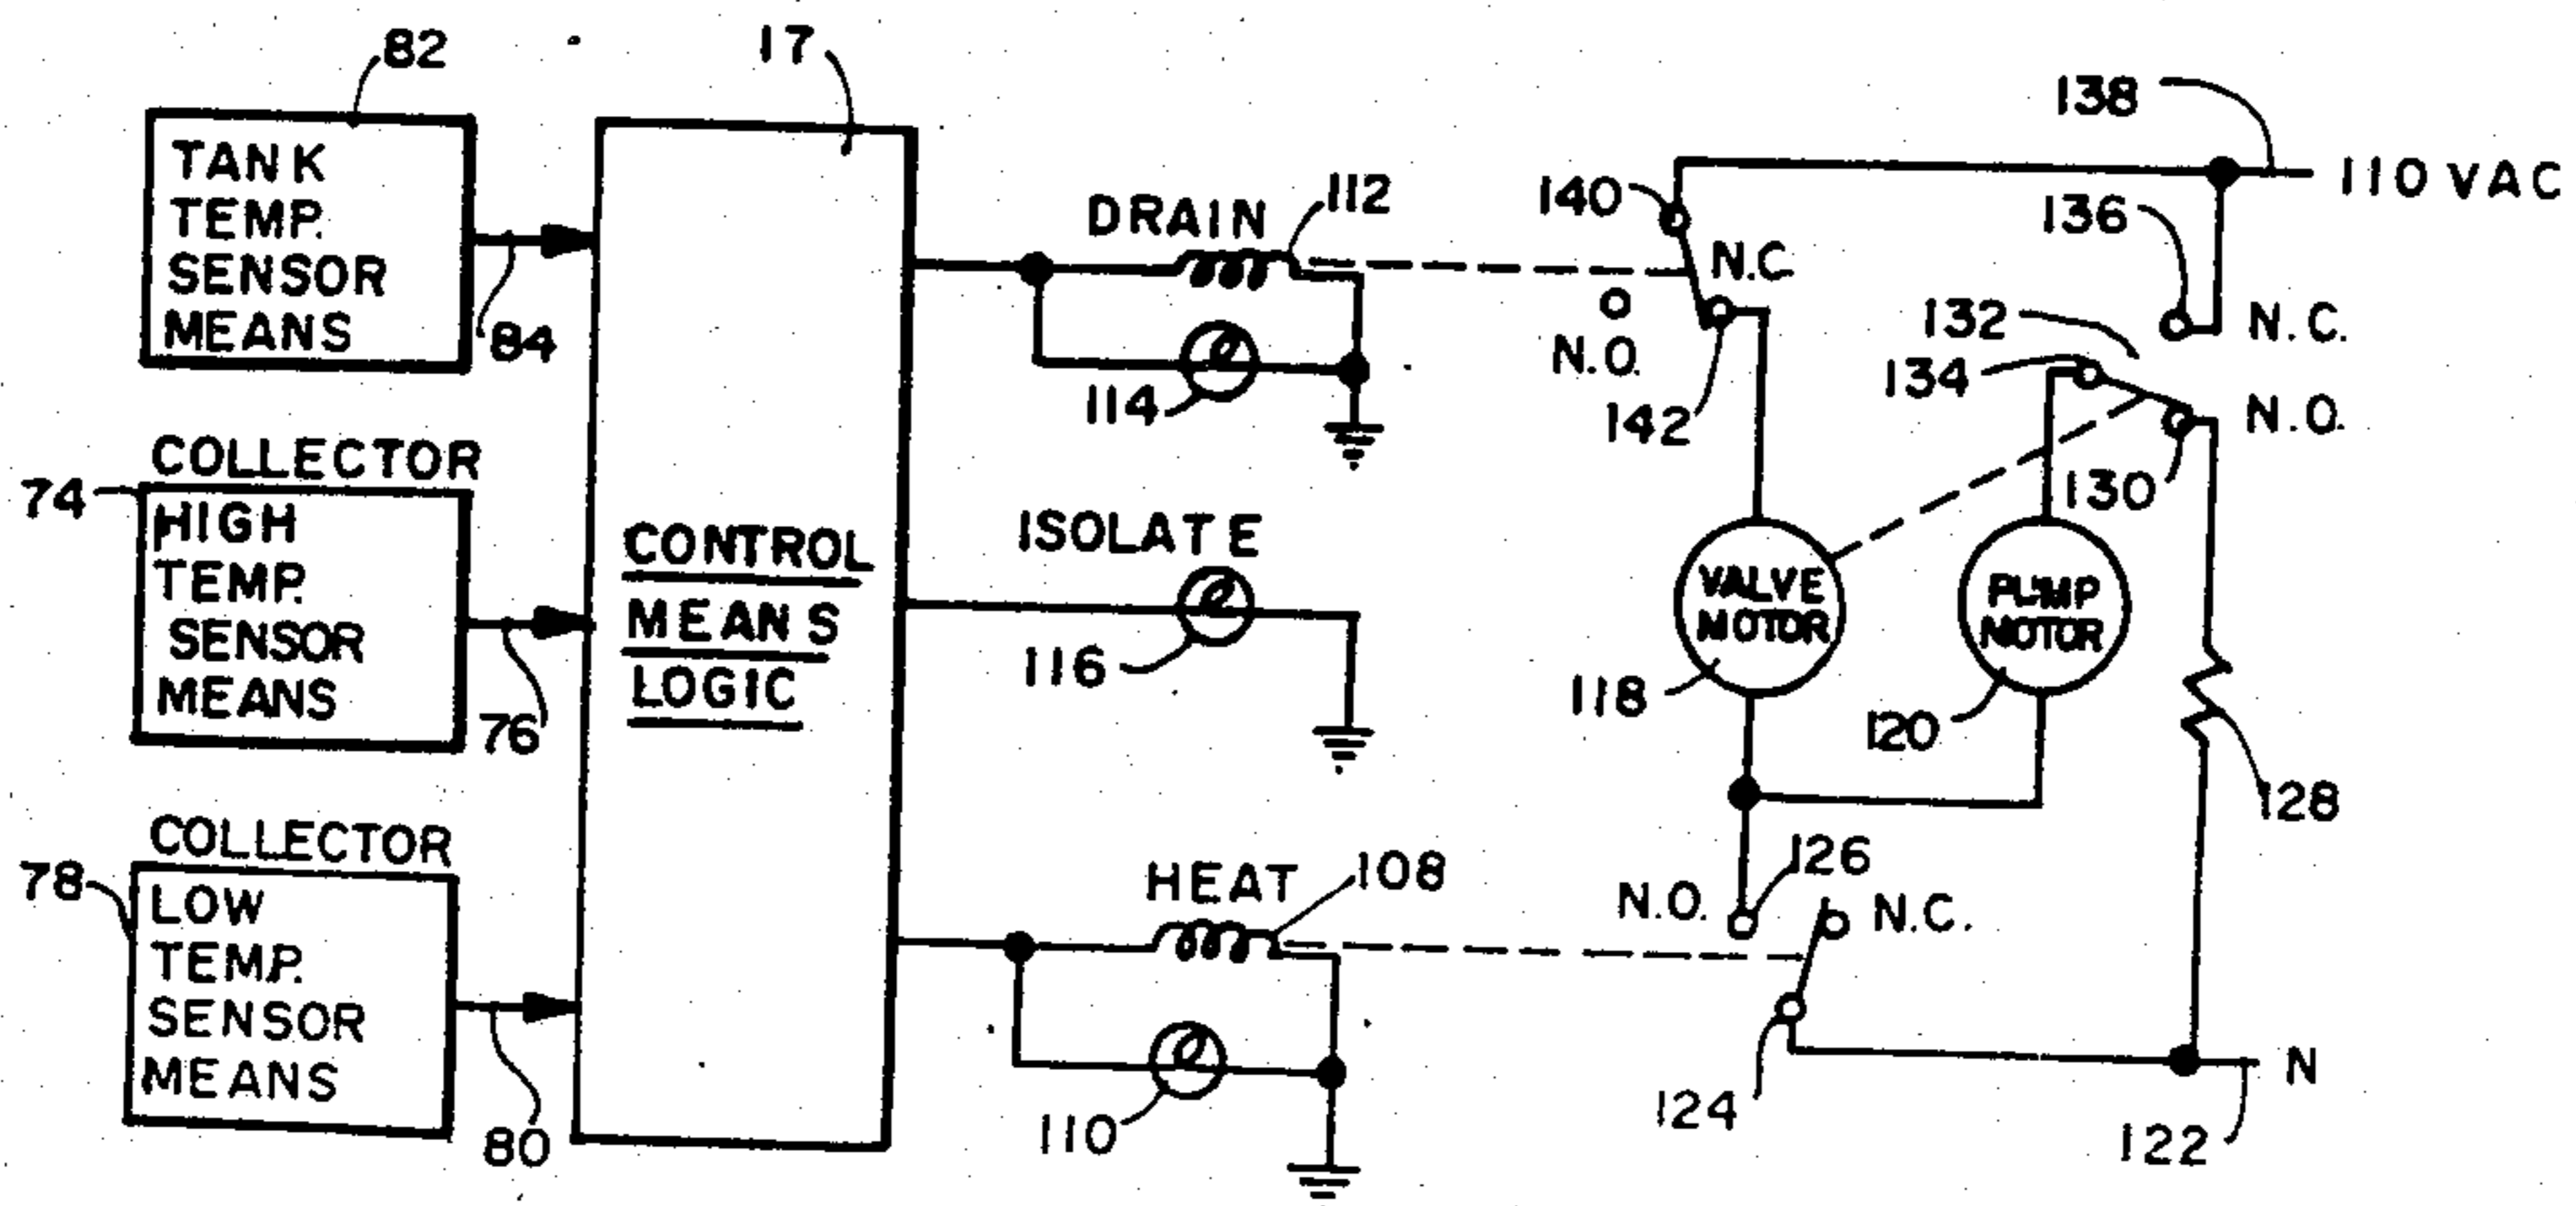 82
17
138
TANK
TEMP.
SENSOR
MEANS
84
DRAIN
112
140
N.C.
110 VAC
136
N.C.
132
134
N.O.
N.O.
114
142
130
COLLECTOR
74
HIGH
TEMP.
SENSOR
MEANS
76
CONTROL
MEANS
LOGIC
ISOLATE
116
VALVE
MOTOR
PUMP
MOTOR
118
120
128
COLLECTOR
78
LOW
TEMP.
SENSOR
MEANS
80
HEAT
108
126
N.O.
N.C.
110
124
N
122